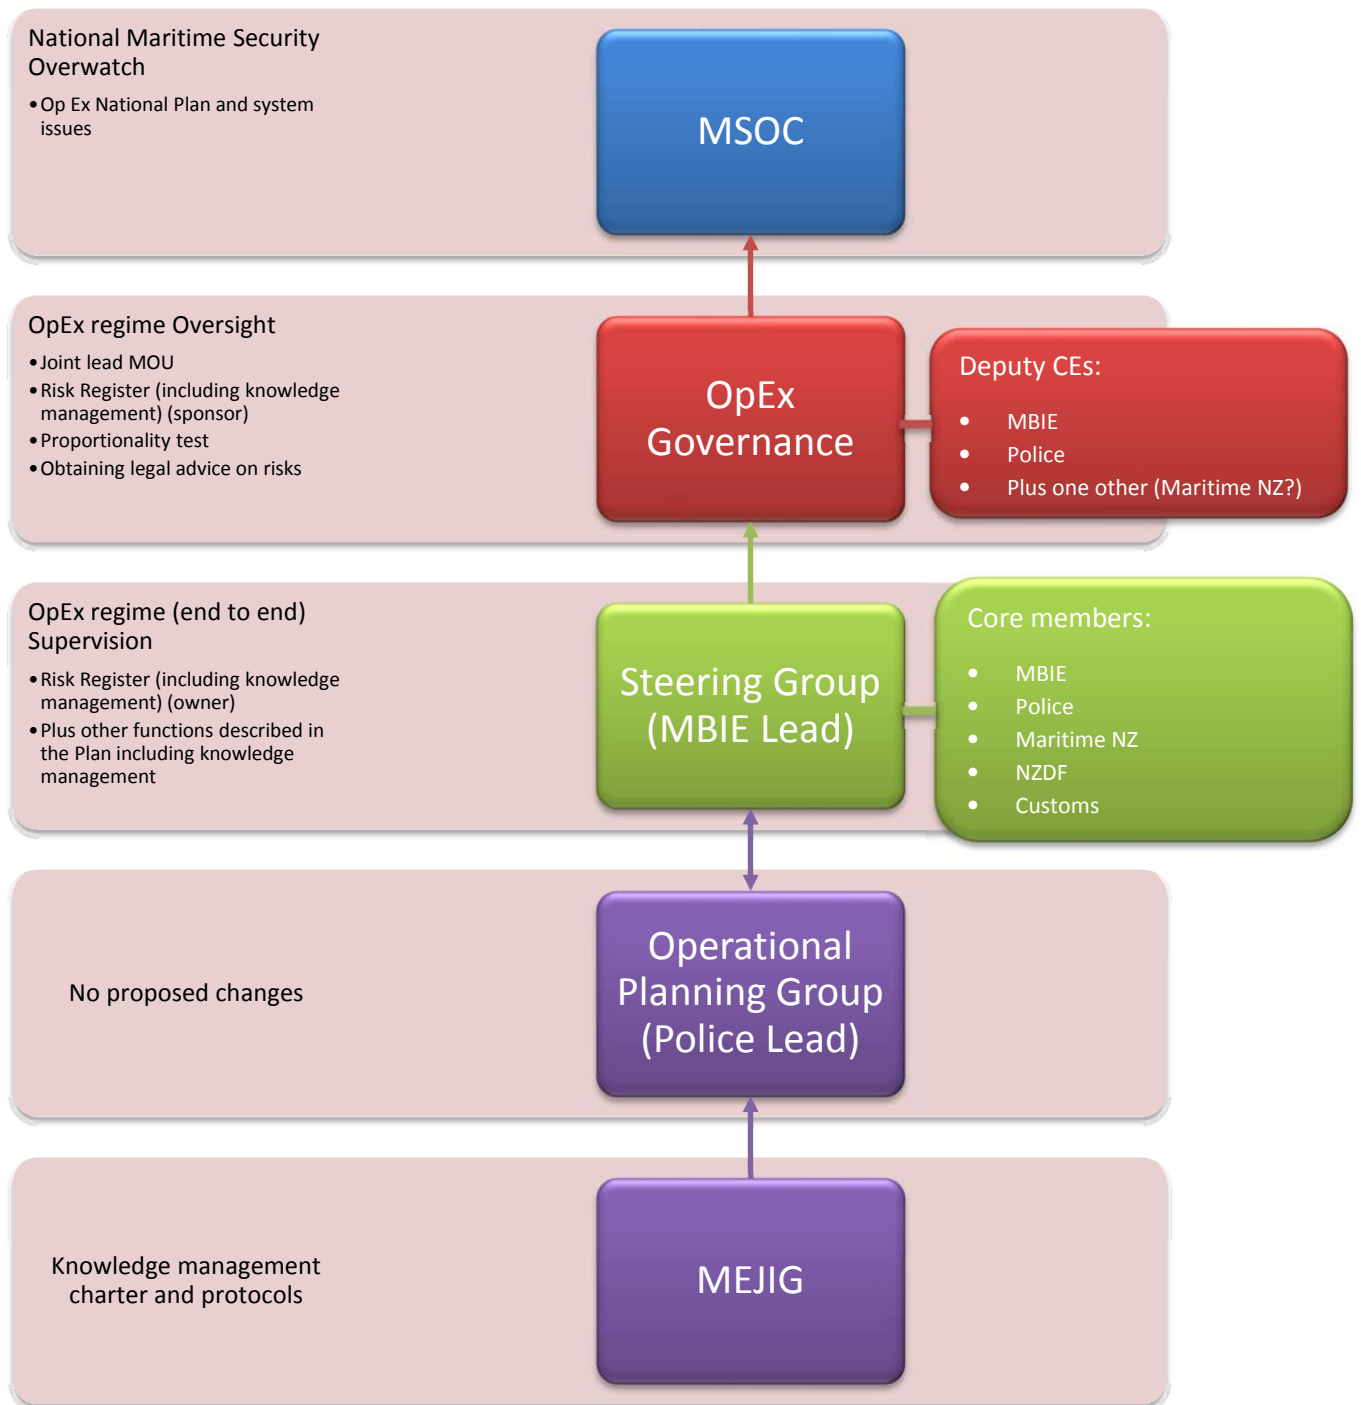 National Maritime Security
Overwatch
•Op Ex National Plan and system
issues
MSOC
OpEx regime Oversight
•Joint lead MOU
•Risk Register (including knowledge
management) (sponsor)
•Proportionality test
•Obtaining legal advice on risks
OpEx
Governance
Deputy CEs:
• MBIE
• Police
• Plus one other (Maritime NZ?)
OpEx regime (end to end)
Supervision
•Risk Register (including knowledge
management) (owner)
•Plus other functions described in
the Plan including knowledge
management
Steering Group
(MBIE Lead)
Core members:
• MBIE
• Police
• Maritime NZ
• NZDF
• Customs
No proposed changes
Operational
Planning Group
(Police Lead)
Knowledge management
charter and protocols
MEJIG